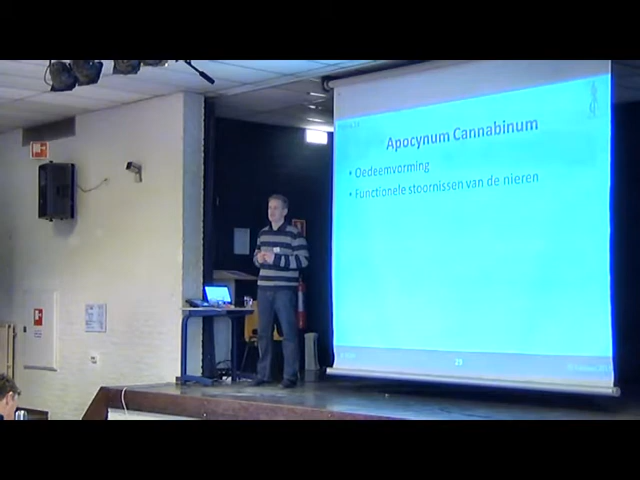 Apocynum Cannabinum
• Oedeemvorming
• Functionele stoornissen van de nieren
23